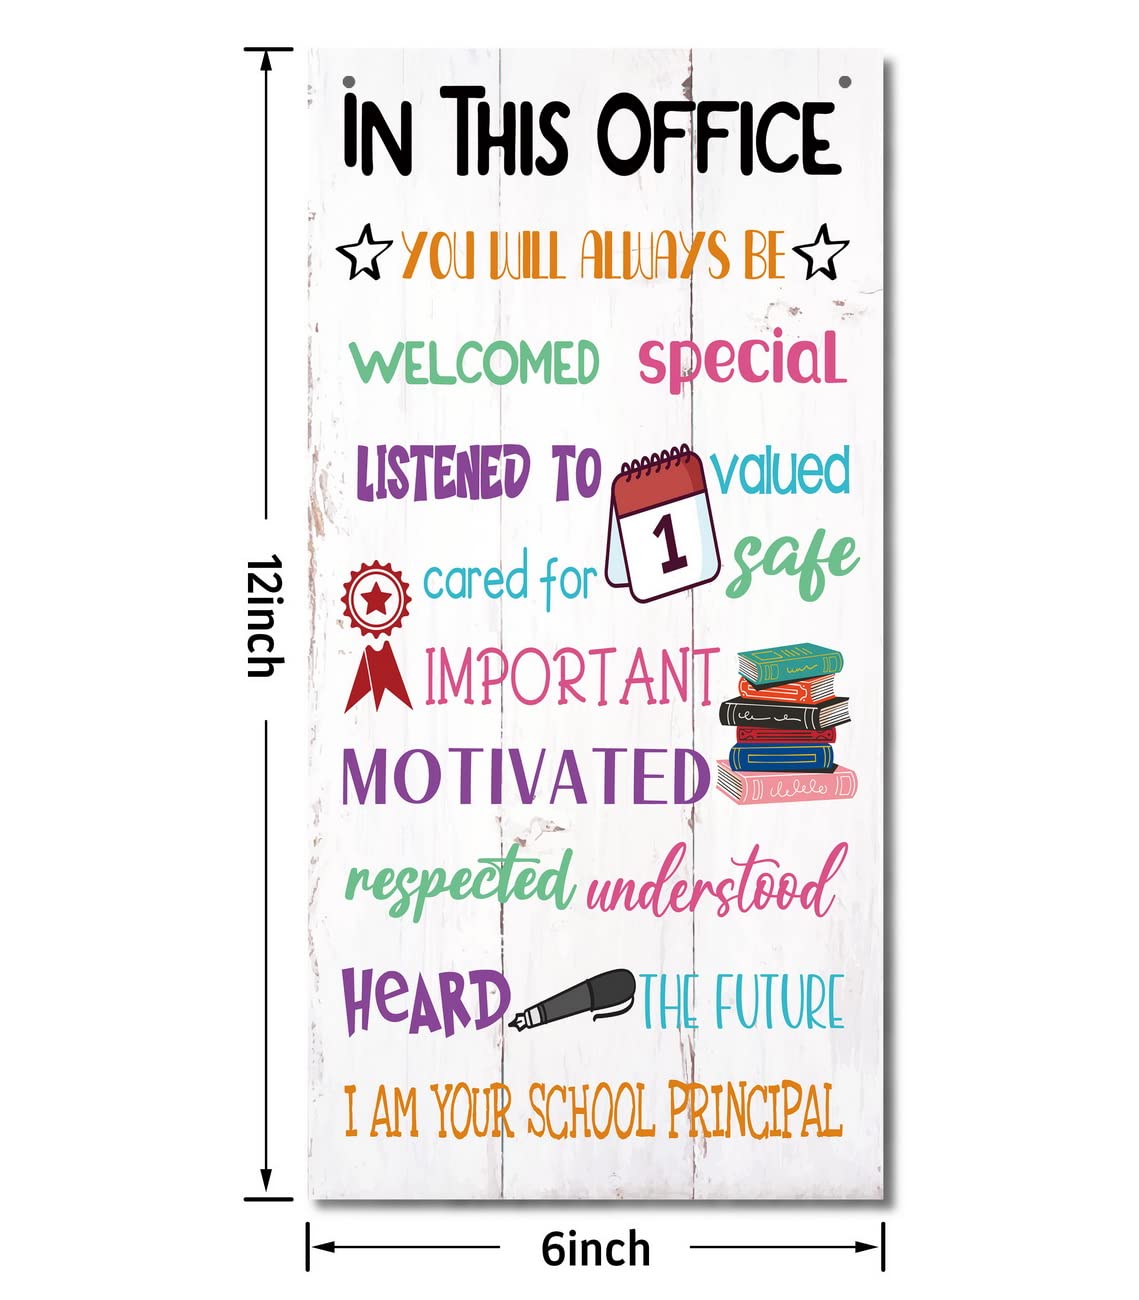 IN THIS OFFICE
YOU WILL ALWAYS BE
WELCOMED special
LISTENED TO valued
1
cared for safe
IMPORTANT
MOTIVATED
respected understood
HeARD THE FUTURE
I AM YOUR SCHOOL PRINCIPAL
12inch
6inch